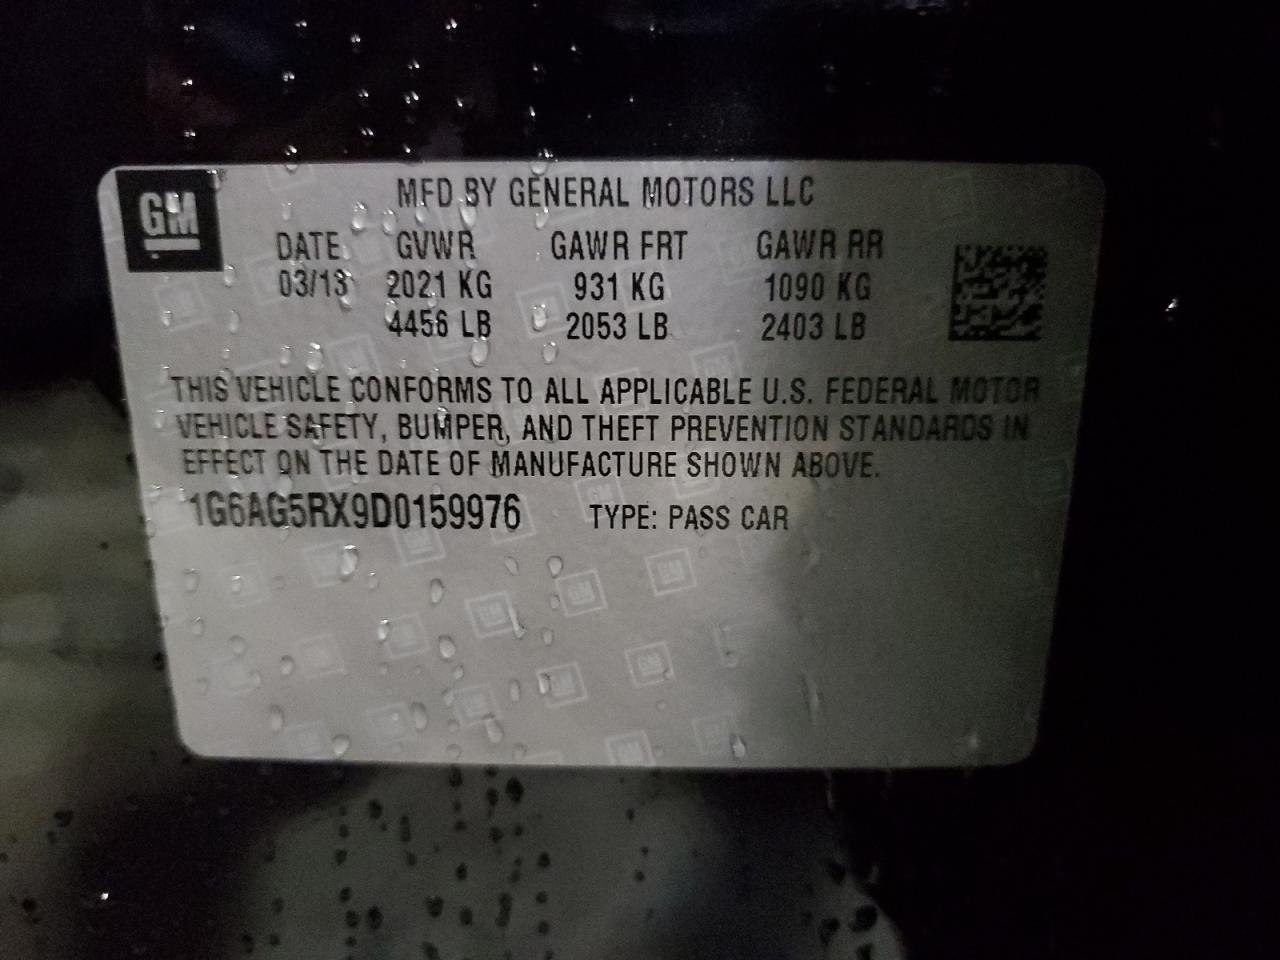 GM
MFD BY GENERAL MOTORS LLC
DATE GVWR GAWR FRT GAWR RR
03/13 2021 KG 931 KG 1090 KG
4456 LB 2053 LB 2403 LB
THIS VEHICLE CONFORMS TO ALL APPLICABLE U.S. FEDERAL MOTOR
VEHICLE SAFETY, BUMPER, AND THEFT PREVENTION STANDARDS IN
EFFECT ON THE DATE OF MANUFACTURE SHOWN ABOVE.
1G6AG5RX9D0159976 TYPE: PASS CAR